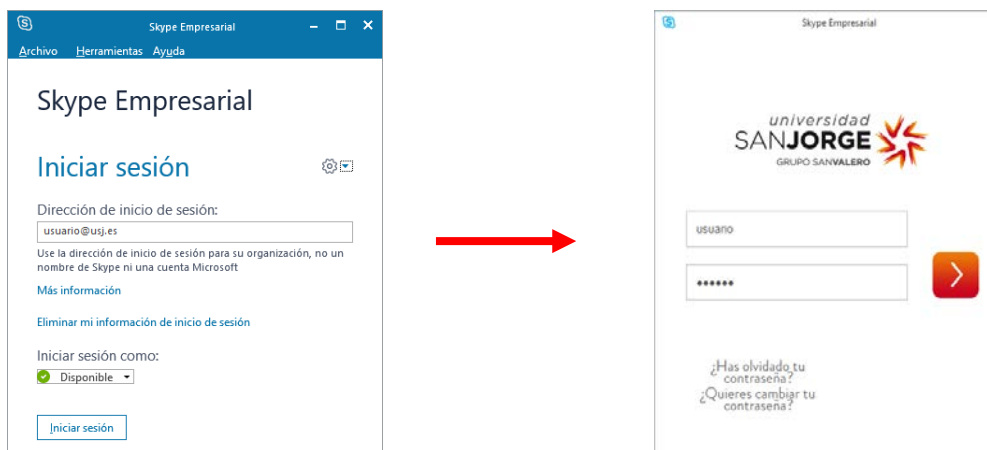 Skype Empresarial
Archivo Herramientas Ayuda
Skype Empresarial
Iniciar sesión
Dirección de inicio de sesión:
usuario@usj.es
Use la dirección de inicio de sesión para su organización, no un
nombre de Skype ni una cuenta Microsoft
Más información
Eliminar mi información de inicio de sesión
Iniciar sesión como:
Disponible
Iniciar sesión
Skype Empresarial
universidad
SANJORGE
GRUPO SANVALERO
usuario
••••••
¿Has olvidado tu
contraseña?
¿Quieres cambiar tu
contraseña?